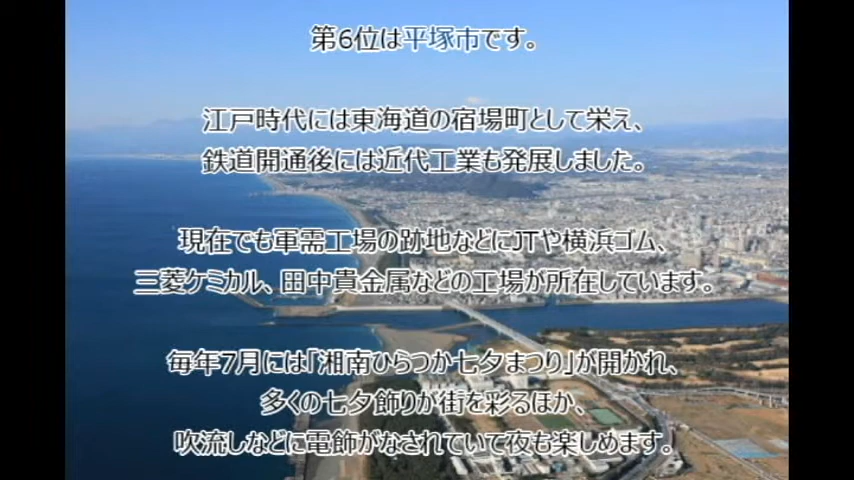 第6位は平塚市です。
江戸時代には東海道の宿場町として栄え、
鉄道開通後には近代工業も発展しました。
現在でも軍需工場の跡地などにJTや横浜ゴム、
三菱ケミカル、田中貴金属などの工場が所在しています。
毎年7月には「湘南ひらつか七夕まつり」が開かれ、
多くの七夕飾りが街を彩るほか、
吹流しなどに電飾がなされていて夜も楽しめます。